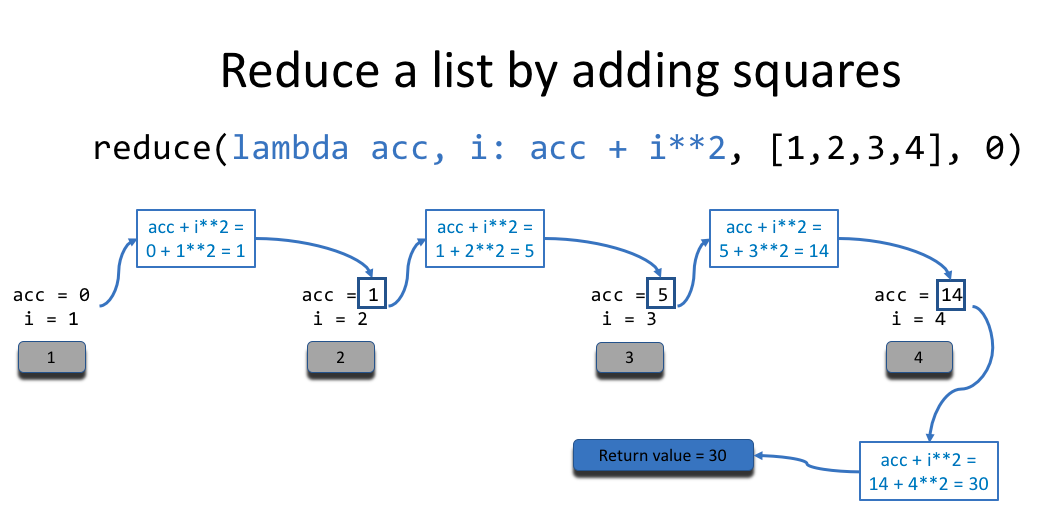 Reduce a list by adding squares
reduce(lambda acc, i: acc + i**2, [1,2,3,4], 0)
acc + i**2 =
0 + 1**2 = 1
acc + i**2 =
1 + 2**2 = 5
acc + i**2 =
5 + 3**2 = 14
acc = 0
i = 1
1
acc = 1
i = 2
2
acc = 5
i = 3
3
acc = 14
i = 4
4
Return value = 30
acc + i**2 =
14 + 4**2 = 30